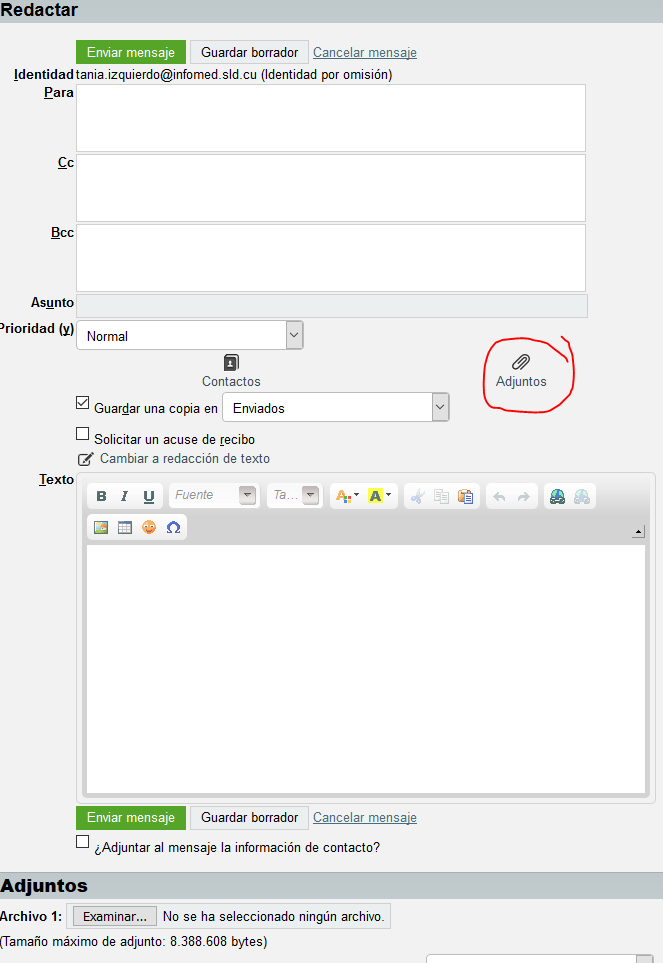 Redactar
Enviar mensaje Guardar borrador Cancelar mensaje
Identidad tania.izquierdo@infomed.sld.cu (Identidad por omisión)
Para
Cc
Bcc
Asunto
Prioridad (y) Normal
Contactos Adjuntos
Guardar una copia en Enviados
Solicitar un acuse de recibo
Cambiar a redacción de texto
Texto B I U Fuente Ta... A A
Ω
Enviar mensaje Guardar borrador Cancelar mensaje
¿Adjuntar al mensaje la información de contacto?
Adjuntos
Archivo 1: Examinar... No se ha seleccionado ningún archivo.
(Tamaño máximo de adjunto: 8.388.608 bytes)